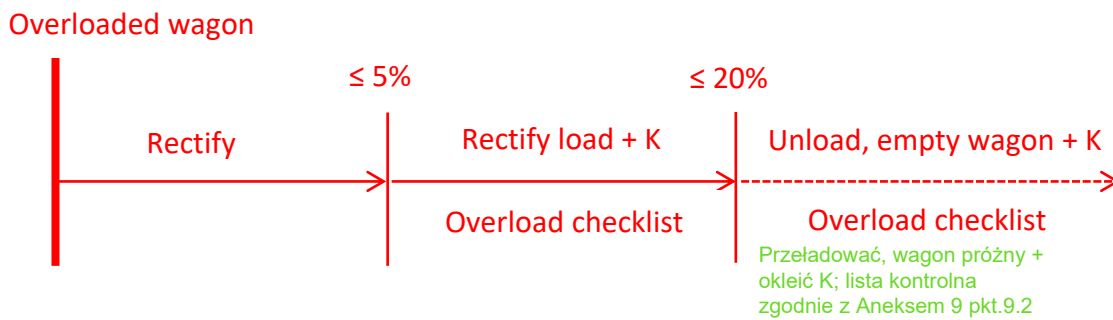 Overloaded wagon
≤ 5%
≤ 20%
Rectify
Rectify load + K
Unload, empty wagon + K
Overload checklist
Overload checklist
Przeładować, wagon próżny +
okleić K; lista kontrolna
zgodnie z Aneksem 9 pkt.9.2